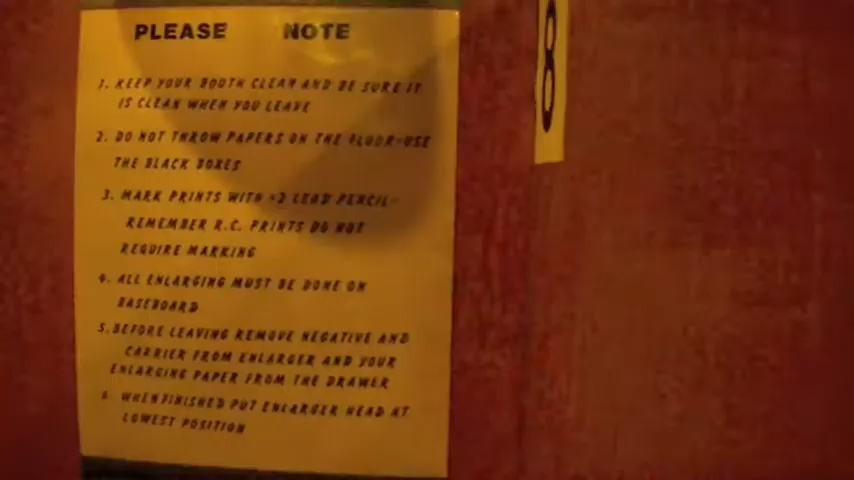 PLEASE NOTE
8
1. KEEP YOUR BOOTH CLEAN AND BE SURE IT
IS CLEAN WHEN YOU LEAVE
2. DO NOT THROW PAPERS ON THE FLOOR-USE
THE BLACK BOXES
3. MARK PRINTS WITH #2 LEAD PENCIL-
REMEMBER R.C. PRINTS DO NOT
REQUIRE MARKING
4. ALL ENLARGING MUST BE DONE ON
BASEBOARD
5. BEFORE LEAVING REMOVE NEGATIVE AND
CARRIER FROM ENLARGER AND YOUR
ENLARGING PAPER FROM THE DRAWER
6. WHEN FINISHED PUT ENLARGER HEAD AT
LOWEST POSITION